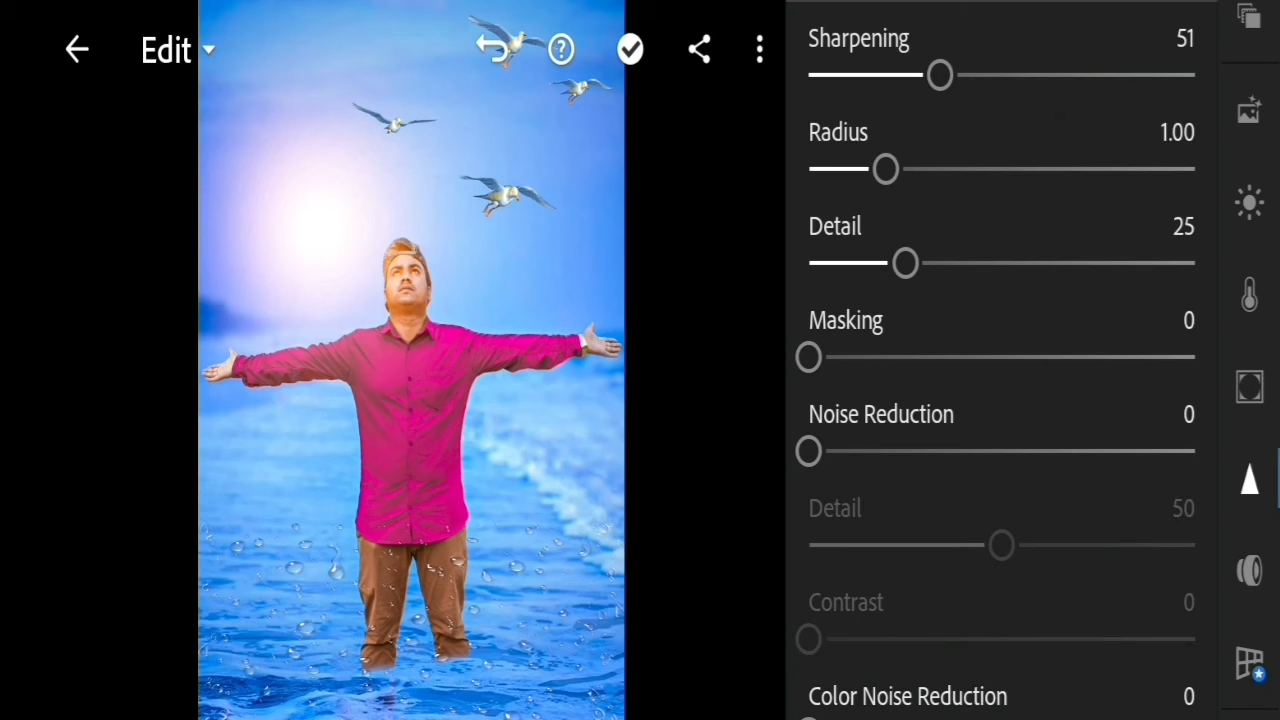 Edit
Sharpening 51
Radius 1.00
Detail 25
Masking 0
Noise Reduction 0
Detail 50
Contrast 0
Color Noise Reduction 0